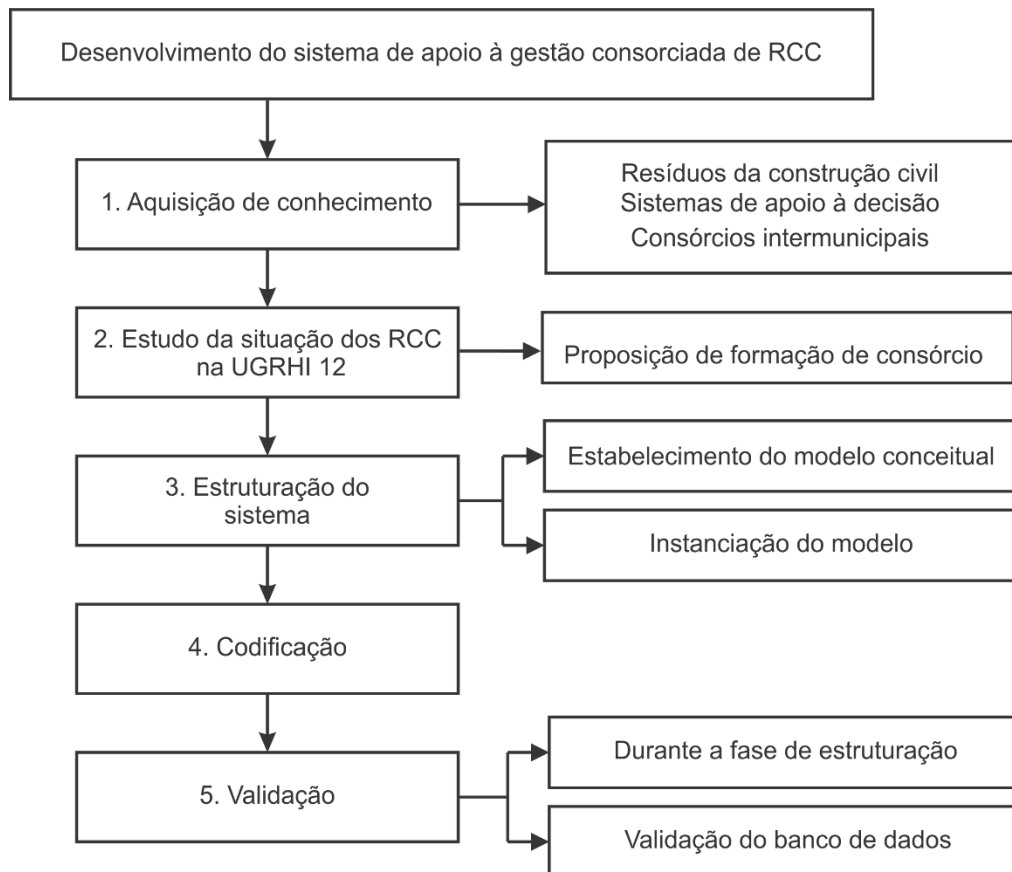 Desenvolvimento do sistema de apoio à gestão consorciada de RCC
1. Aquisição de conhecimento
Resíduos da construção civil
Sistemas de apoio à decisão
Consórcios intermunicipais
2. Estudo da situação dos RCC
na UGRHI 12
Proposição de formação de consórcio
3. Estruturação do
sistema
Estabelecimento do modelo conceitual
Instanciação do modelo
4. Codificação
5. Validação
Durante a fase de estruturação
Validação do banco de dados